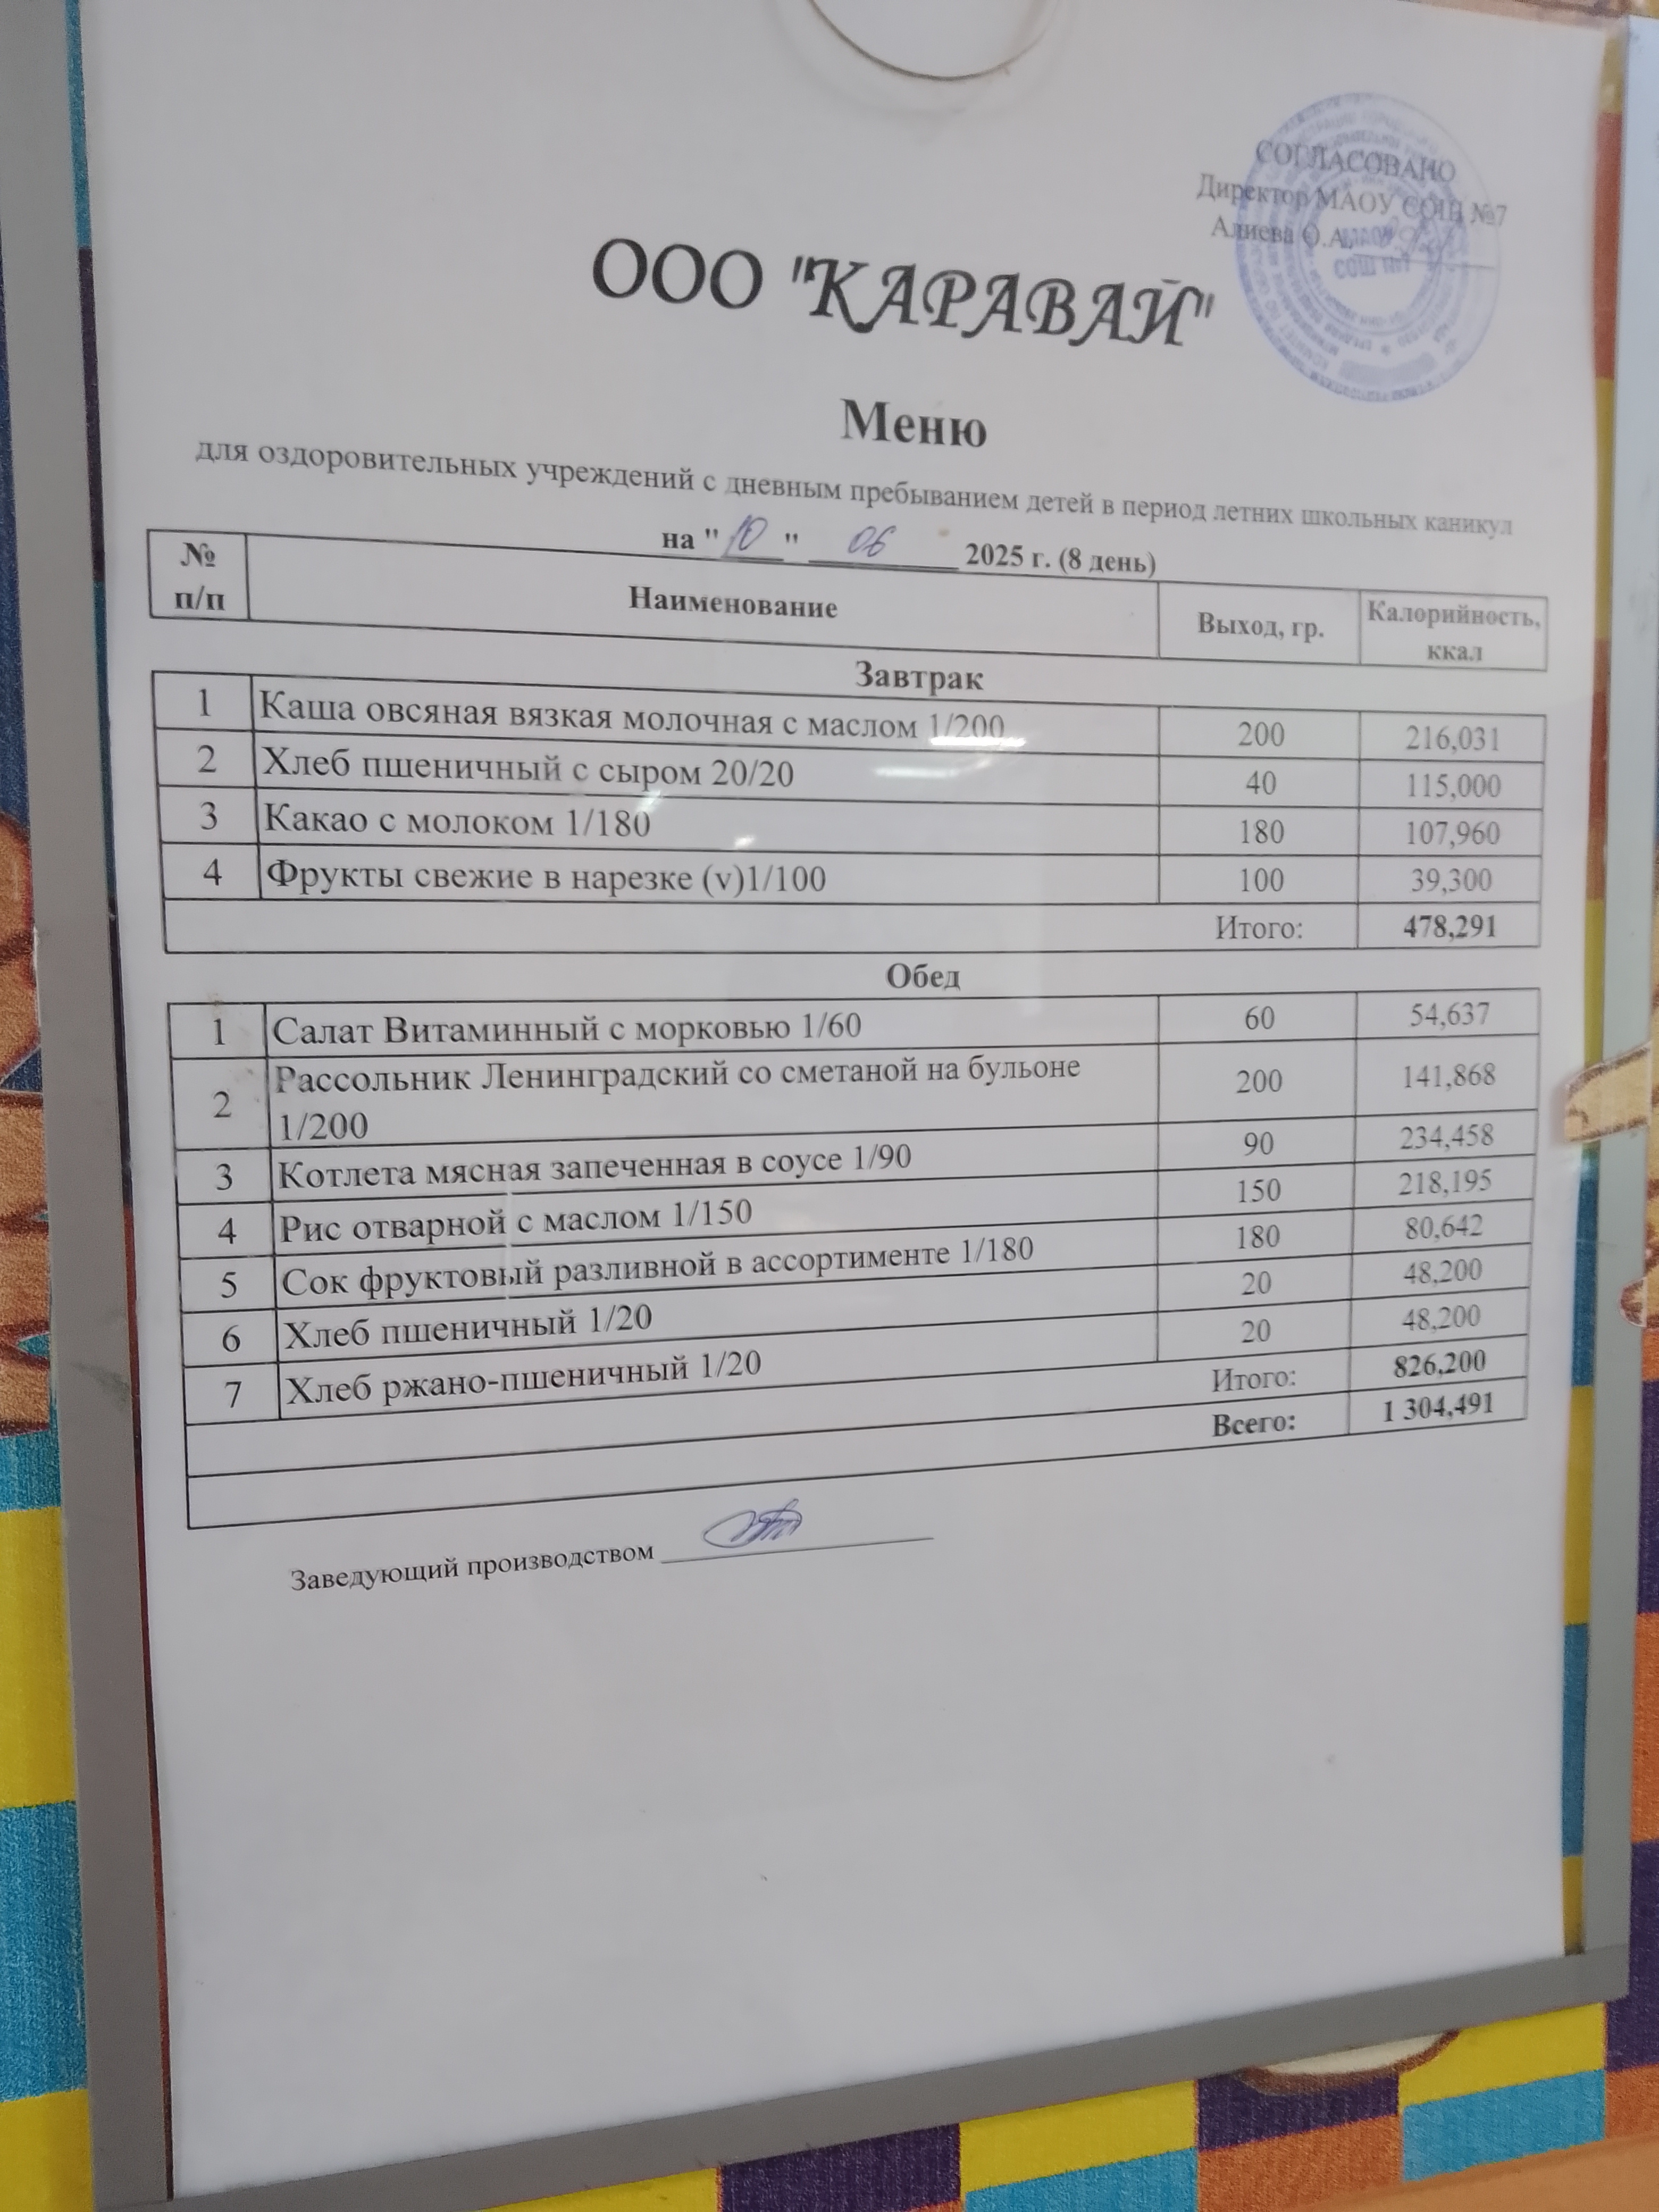 СОГЛАСОВАНО
Директор МАОУ СОШ №7
Алиева О.А.
МАОУ
СОШ №7
ООО "КАРАВАЙ"
Меню
для оздоровительных учреждений с дневным пребыванием детей в период летних школьных каникул
на "10" 06 2025 г. (8 день)
№ п/п Наименование Выход, гр. Калорийность, ккал
Завтрак
1 Каша овсяная вязкая молочная с маслом 1/200 200 216,031
2 Хлеб пшеничный с сыром 20/20 40 115,000
3 Какао с молоком 1/180 180 107,960
4 Фрукты свежие в нарезке (v)1/100 100 39,300
Итого: 478,291
Обед
1 Салат Витаминный с морковью 1/60 60 54,637
2 Рассольник Ленинградский со сметаной на бульоне 1/200 200 141,868
3 Котлета мясная запеченная в соусе 1/90 90 234,458
4 Рис отварной с маслом 1/150 150 218,195
5 Сок фруктовый разливной в ассортименте 1/180 180 80,642
6 Хлеб пшеничный 1/20 20 48,200
7 Хлеб ржано-пшеничный 1/20 20 48,200
Итого: 826,200
Всего: 1 304,491
Заведующий производством